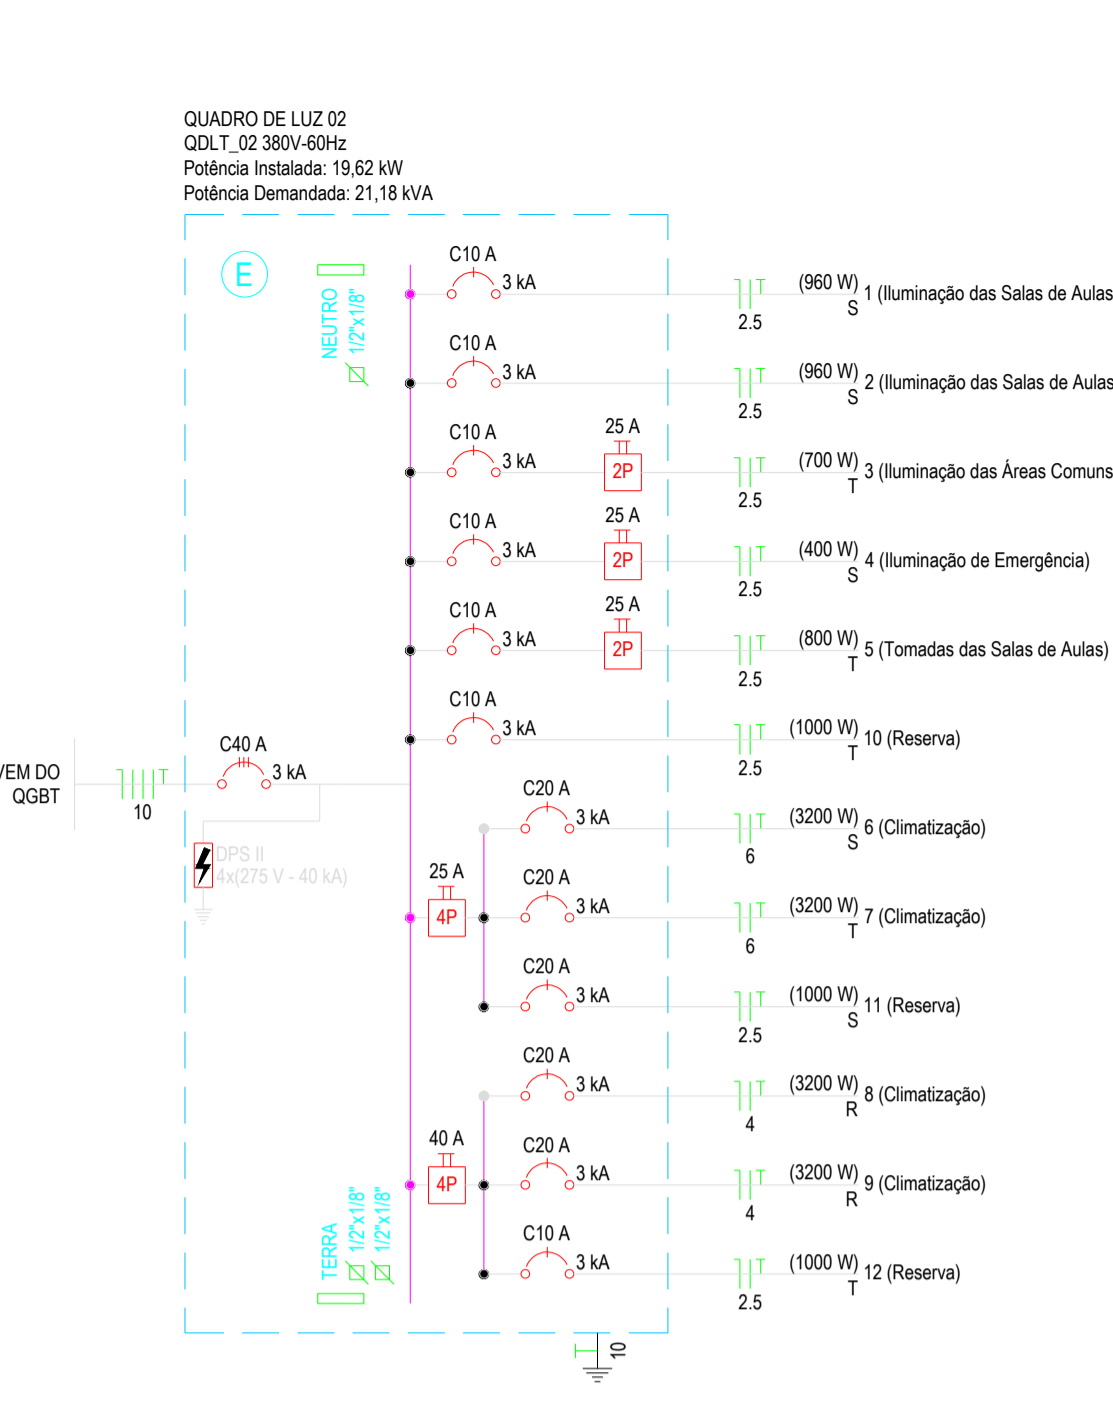 QUADRO DE LUZ 02
QDLT_02 380V-60Hz
Potência Instalada: 19,62 kW
Potência Demandada: 21,18 kVA
E
NEUTRO
1/2"x1/8"
C10 A
3 kA
2.5
(960 W)
S
1 (Iluminação das Salas de Aulas
C10 A
3 kA
2.5
(960 W)
S
2 (Iluminação das Salas de Aulas
C10 A
3 kA
25 A
2P
2.5
(700 W)
T
3 (Iluminação das Áreas Comuns
C10 A
3 kA
25 A
2P
2.5
(400 W)
S
4 (Iluminação de Emergência)
C10 A
3 kA
25 A
2P
2.5
(800 W)
T
5 (Tomadas das Salas de Aulas)
C10 A
3 kA
2.5
(1000 W)
T
10 (Reserva)
VEM DO
QGBT
10
C40 A
3 kA
DPS II
4x(275 V - 40 kA)
C20 A
3 kA
6
(3200 W)
S
6 (Climatização)
25 A
4P
C20 A
3 kA
6
(3200 W)
T
7 (Climatização)
C20 A
3 kA
2.5
(1000 W)
S
11 (Reserva)
C20 A
3 kA
4
(3200 W)
R
8 (Climatização)
40 A
4P
C20 A
3 kA
4
(3200 W)
R
9 (Climatização)
C10 A
3 kA
2.5
(1000 W)
T
12 (Reserva)
TERRA
1/2"x1/8"
1/2"x1/8"
10